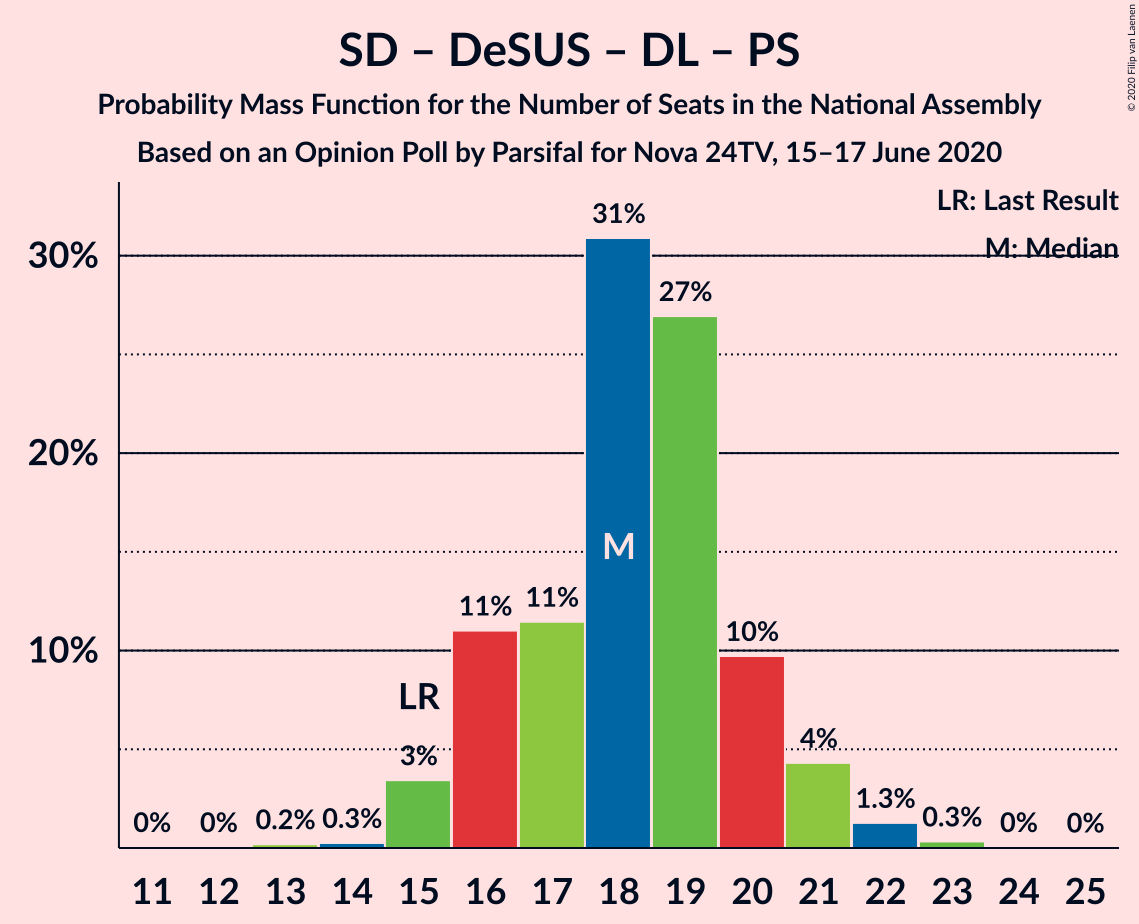 SD – DeSUS – DL – PS
Probability Mass Function for the Number of Seats in the National Assembly
Based on an Opinion Poll by Parsifal for Nova 24TV, 15–17 June 2020
© 2020 Filip van Laenen
LR: Last Result
M: Median
30%
20%
10%
0%
0%
0.2%
0.3%
LR
3%
11%
11%
31%
M
27%
10%
4%
1.3%
0.3%
0%
0%
11 12 13 14 15 16 17 18 19 20 21 22 23 24 25